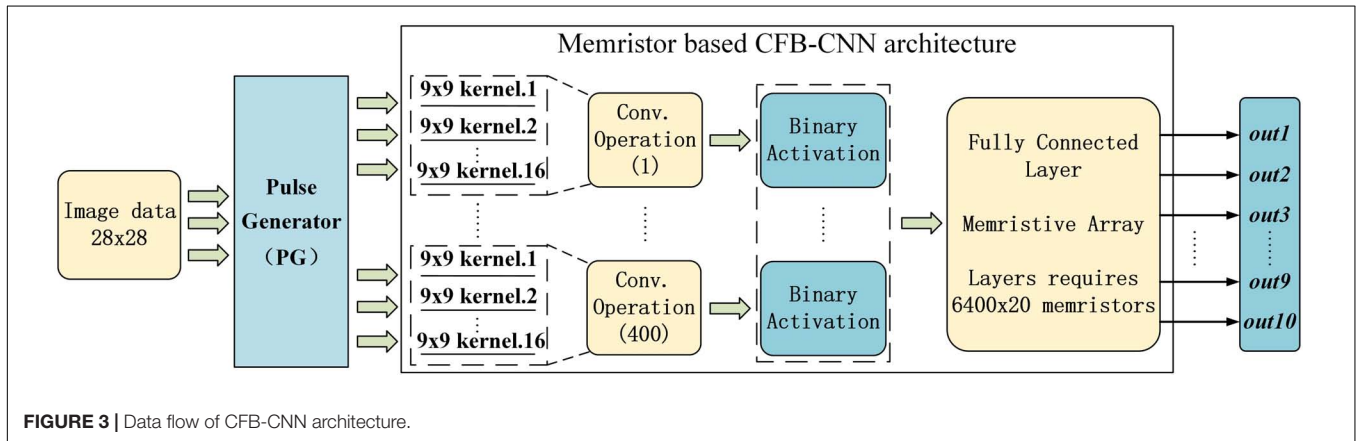 Memristor based CFB-CNN architecture
Image data
28x28
Pulse
Generator
（PG）
9x9 kernel.1
9x9 kernel.2
9x9 kernel.16
Conv.
Operation
(1)
Binary
Activation
9x9 kernel.1
9x9 kernel.2
9x9 kernel.16
Conv.
Operation
(400)
Binary
Activation
Fully Connected
Layer
Memristive Array
Layers requires
6400x20 memristors
out1
out2
out3
out9
out10
FIGURE 3 | Data flow of CFB-CNN architecture.